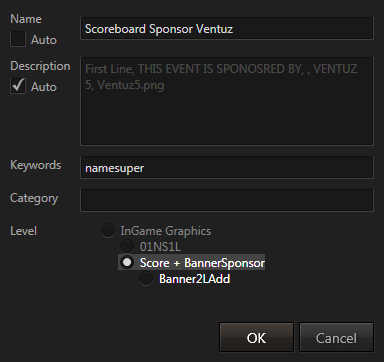 Name
Scoreboard Sponsor Ventuz
Auto
Description
First Line, THIS EVENT IS SPONOSRED BY, , VENTUZ
Auto
5, Ventuz5.png
Keywords
namesuper
Category
Level
InGame Graphics
01NS1L
Score + BannerSponsor
Banner2LAdd
OK
Cancel